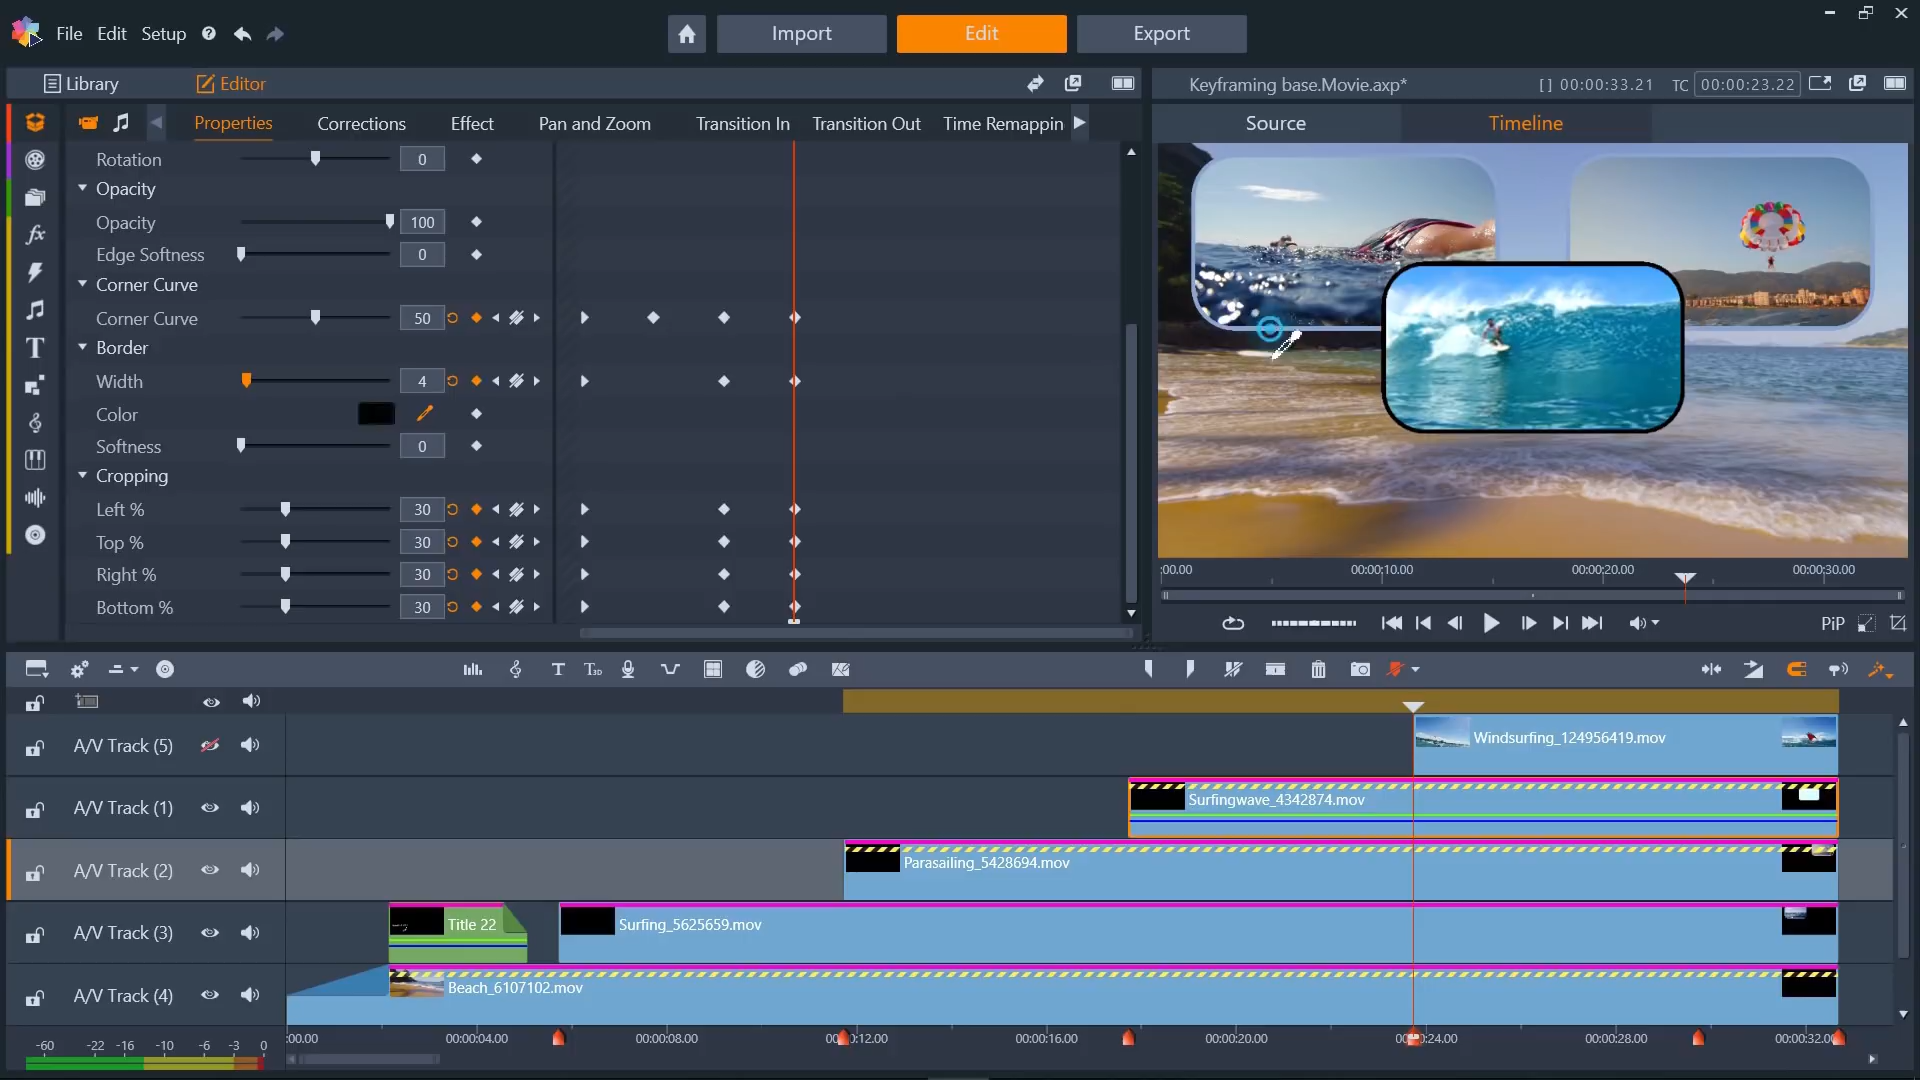 File Edit Setup ? Import Edit Export
Library Editor
Keyframing base.Movie.axp* [ ] 00:00:33.21 TC 00:00:23.22
Properties Corrections Effect Pan and Zoom Transition In Transition Out Time Remappin
Source Timeline
Rotation 0
Opacity
Opacity 100
Edge Softness 0
Corner Curve
Corner Curve 50
Border
Width 4
Color
Softness 0
Cropping
Left % 30
Top % 30
Right % 30
Bottom % 30
fx
T
:00.00 00:00:10.00 00:00:20.00 00:00:30.00
PiP
T T3D
A/V Track (5) Windsurfing_124956419.mov
A/V Track (1) Surfingwave_4342874.mov
A/V Track (2) Parasailing_5428694.mov
A/V Track (3) Title 22 Surfing_5625659.mov
A/V Track (4) Beach_6107102.mov
-60 -22 -16 -10 -6 -3 0
:00.00 00:00:04.00 00:00:08.00 00:00:12.00 00:00:16.00 00:00:20.00 00:00:24.00 00:00:28.00 00:00:32.00